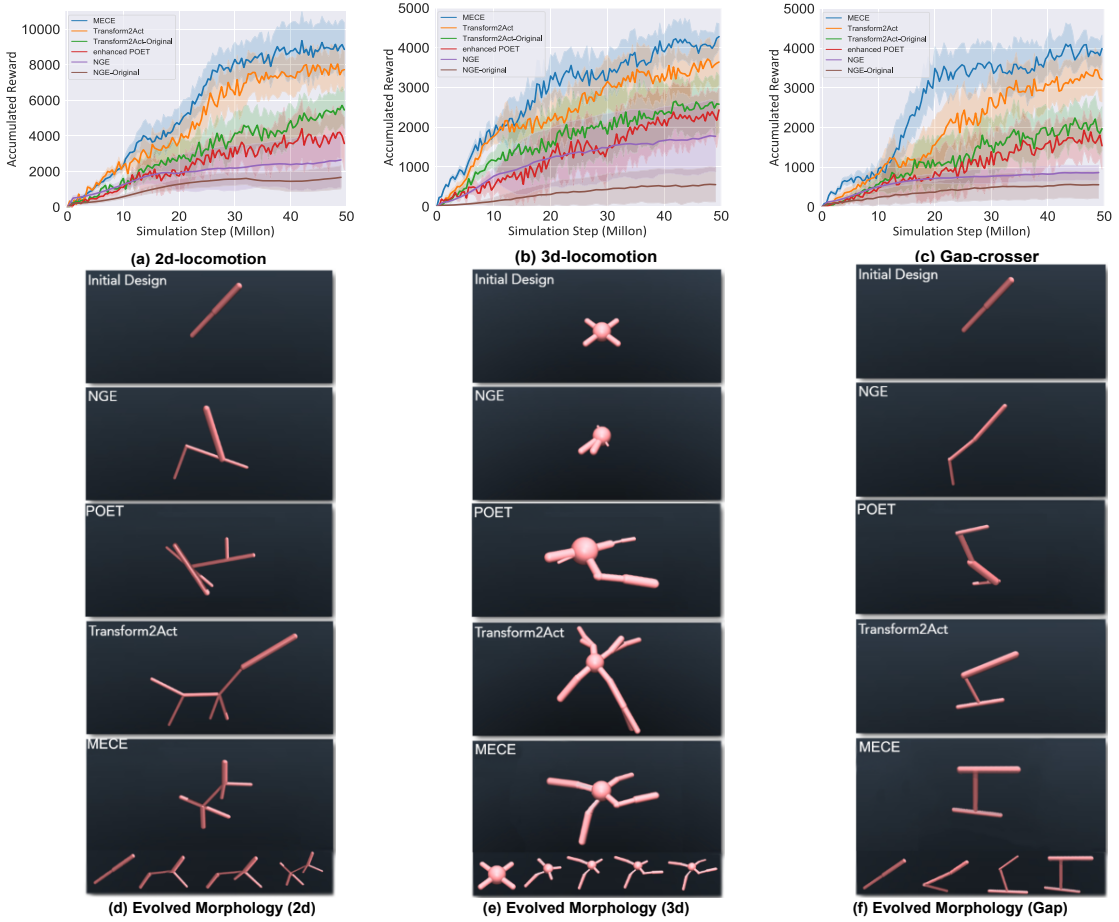 MECE
Transform2Act
Transform2Act-Original
enhanced POET
NGE
NGE-Original
Accumulated Reward
10000
8000
6000
4000
2000
0
0 10 20 30 40 50
Simulation Step (Millon)
(a) 2d-locomotion
MECE
Transform2Act
Transform2Act-Original
enhanced POET
NGE
NGE-original
Accumulated Reward
5000
4000
3000
2000
1000
0
0 10 20 30 40 50
Simulation Step (Millon)
(b) 3d-locomotion
MECE
Transform2Act
Transform2Act-Original
enhanced POET
NGE
NGE-Original
Accumulated Reward
5000
4000
3000
2000
1000
0
0 10 20 30 40 50
Simulation Step (Millon)
(c) Gap-crosser
Initial Design
NGE
POET
Transform2Act
MECE
(d) Evolved Morphology (2d)
Initial Design
NGE
POET
Transform2Act
MECE
(e) Evolved Morphology (3d)
Initial Design
NGE
POET
Transform2Act
MECE
(f) Evolved Morphology (Gap)